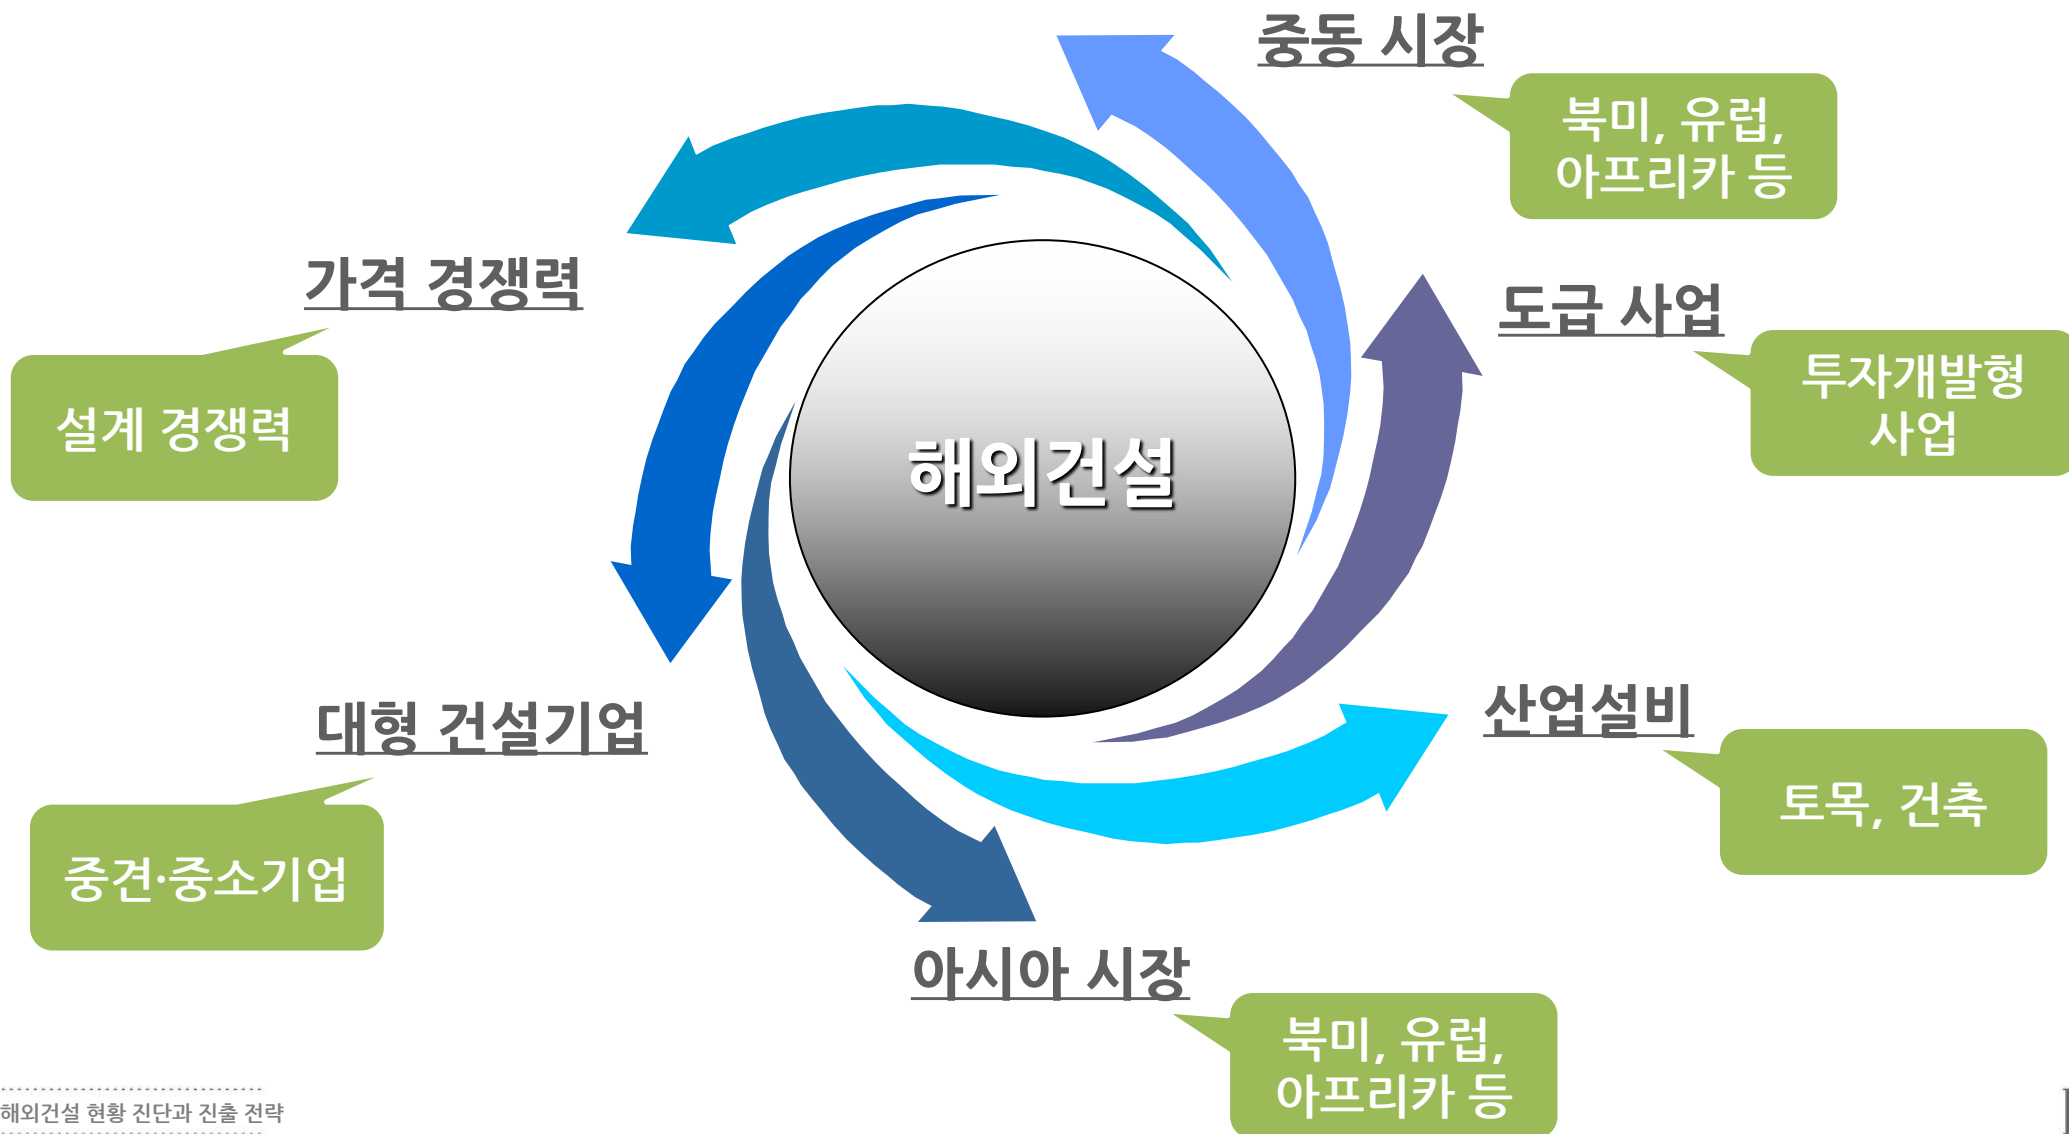 중동 시장
북미, 유럽,
아프리카 등
가격 경쟁력
설계 경쟁력
도급 사업
투자개발형
사업
해외건설
대형 건설기업
중견·중소기업
산업설비
토목, 건축
아시아 시장
북미, 유럽,
아프리카 등
해외건설 현황 진단과 진출 전략